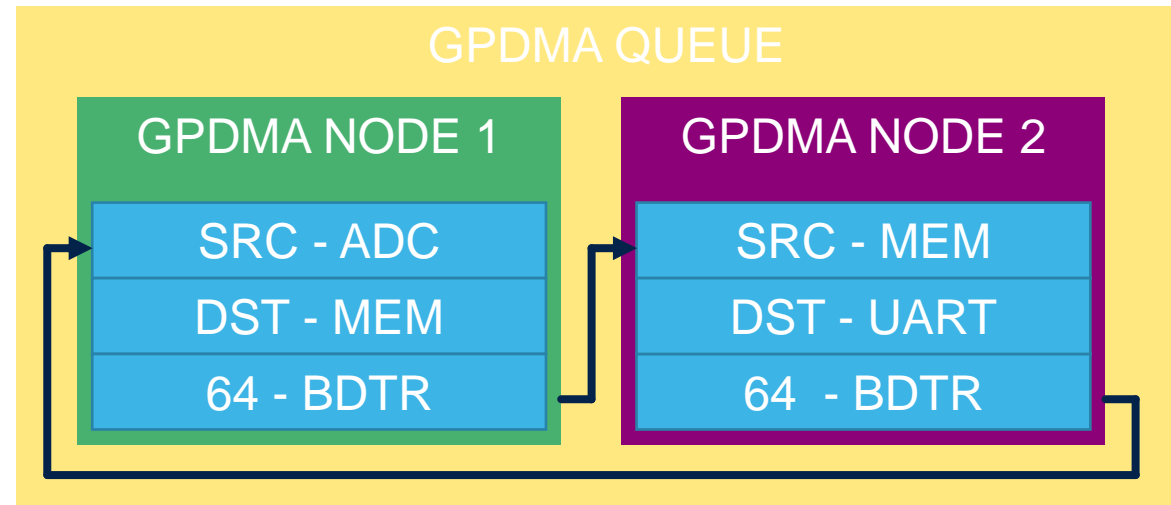 GPDMA QUEUE
GPDMA NODE 1
SRC - ADC
DST - MEM
64 - BDTR
GPDMA NODE 2
SRC - MEM
DST - UART
64 - BDTR